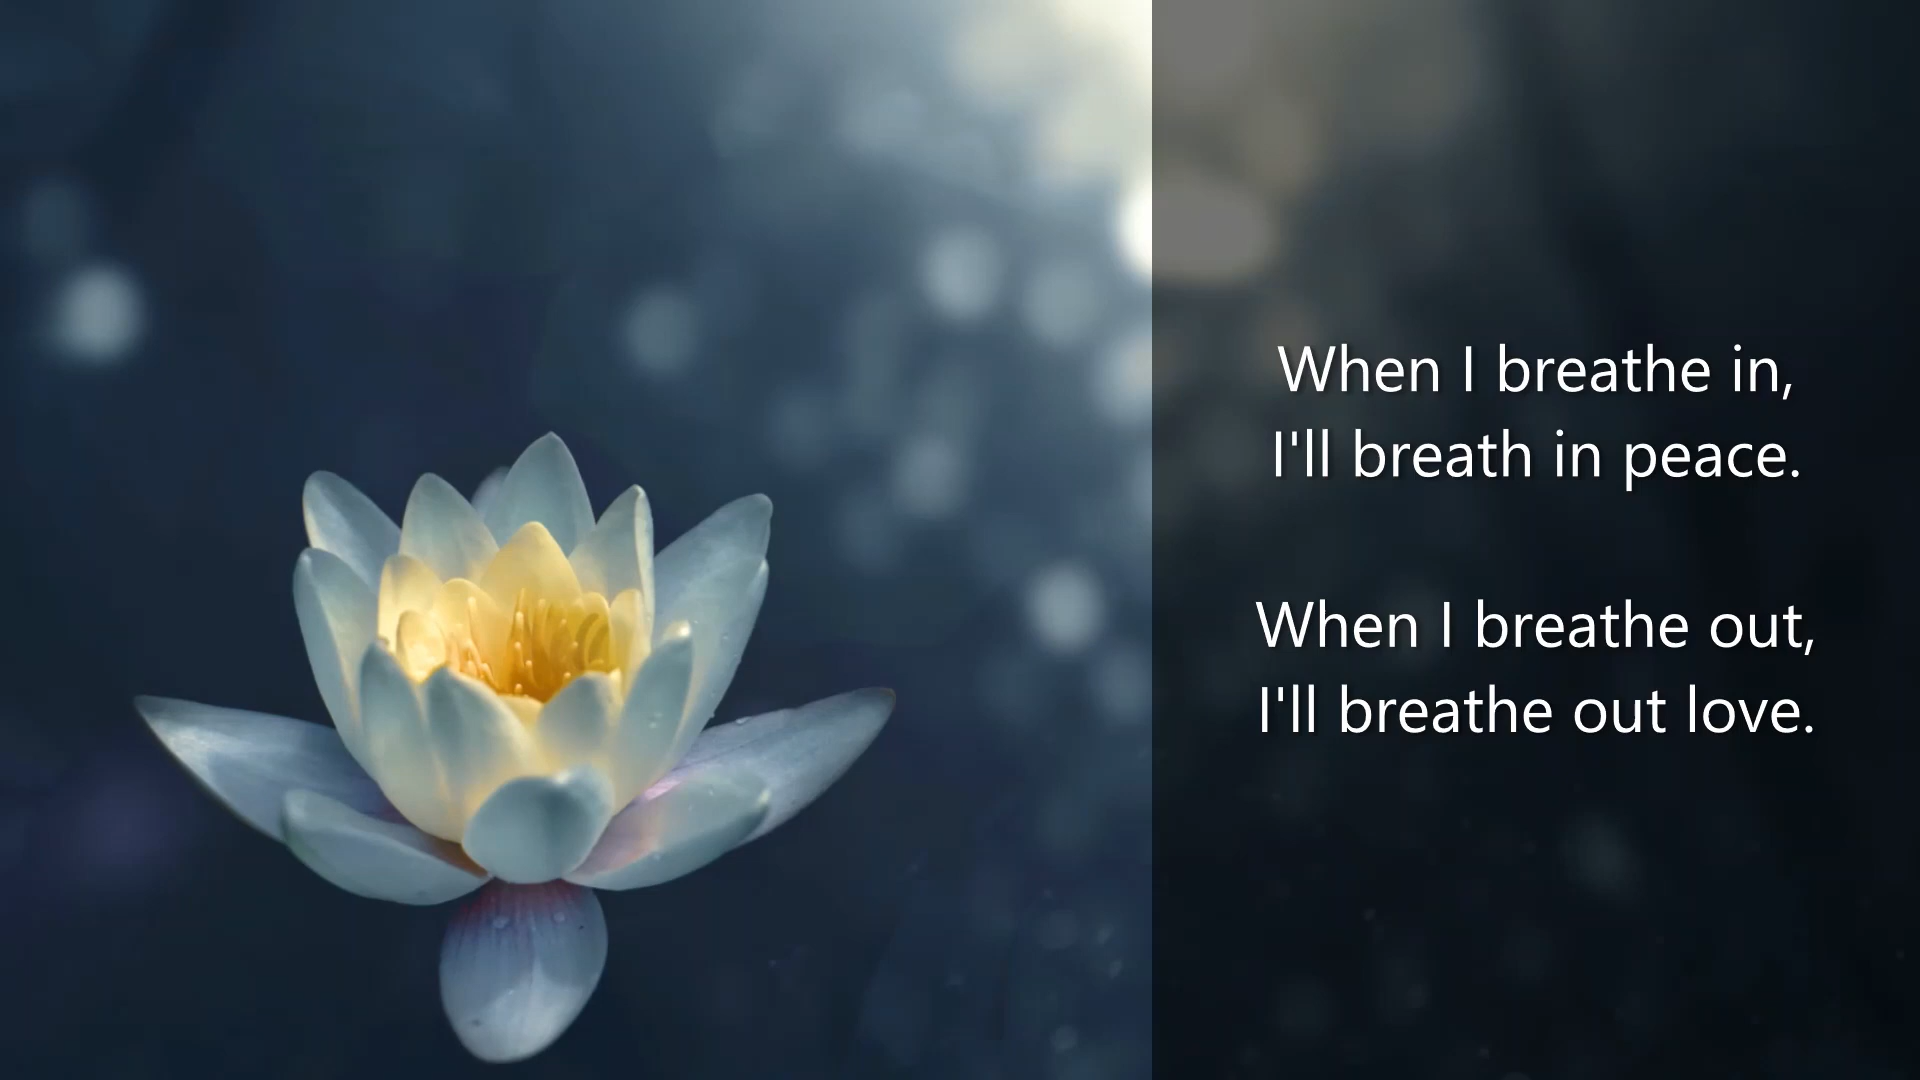 When I breathe in,
I'll breath in peace.
When I breathe out,
I'll breathe out love.